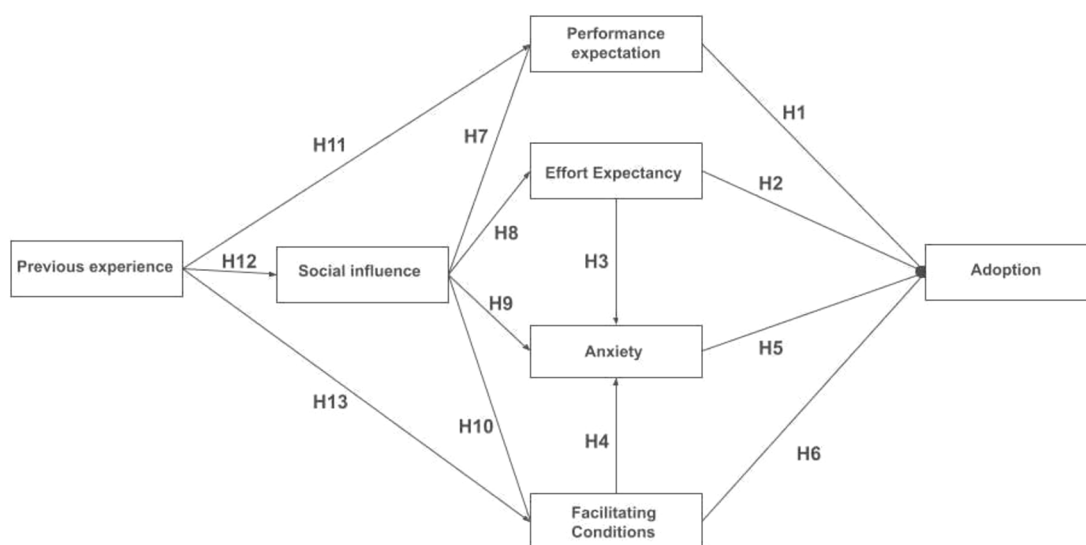 Performance
expectation
H1
H11
H7
Effort Expectancy
H2
H8
Previous experience
H12
Social influence
H3
Adoption
H9
Anxiety
H5
H13
H10
H4
H6
Facilitating
Conditions